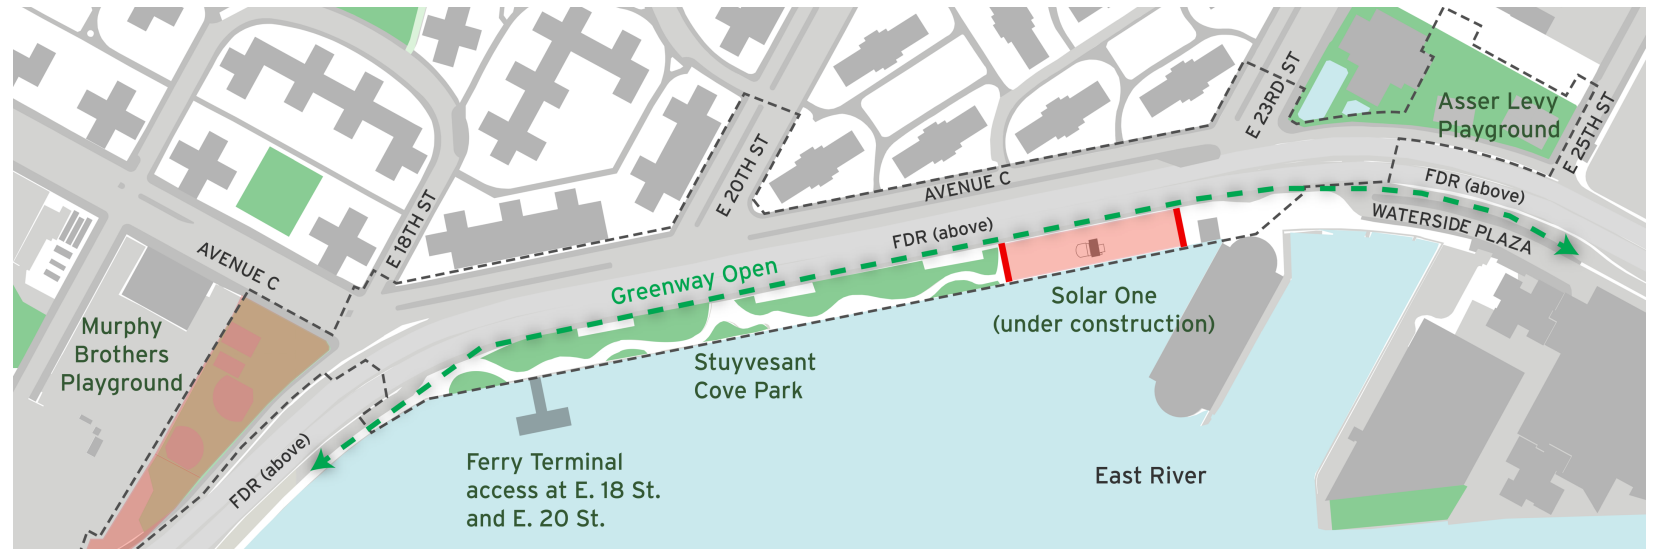 E 23RD ST
Asser Levy
Playground
E 25TH ST
E 20TH ST
AVENUE C
FDR (above)
E 18TH ST
FDR (above)
WATERSIDE PLAZA
AVENUE C
Greenway Open
Solar One
(under construction)
Murphy
Brothers
Playground
Stuyvesant
Cove Park
FDR (above)
Ferry Terminal
access at E. 18 St.
and E. 20 St.
East River